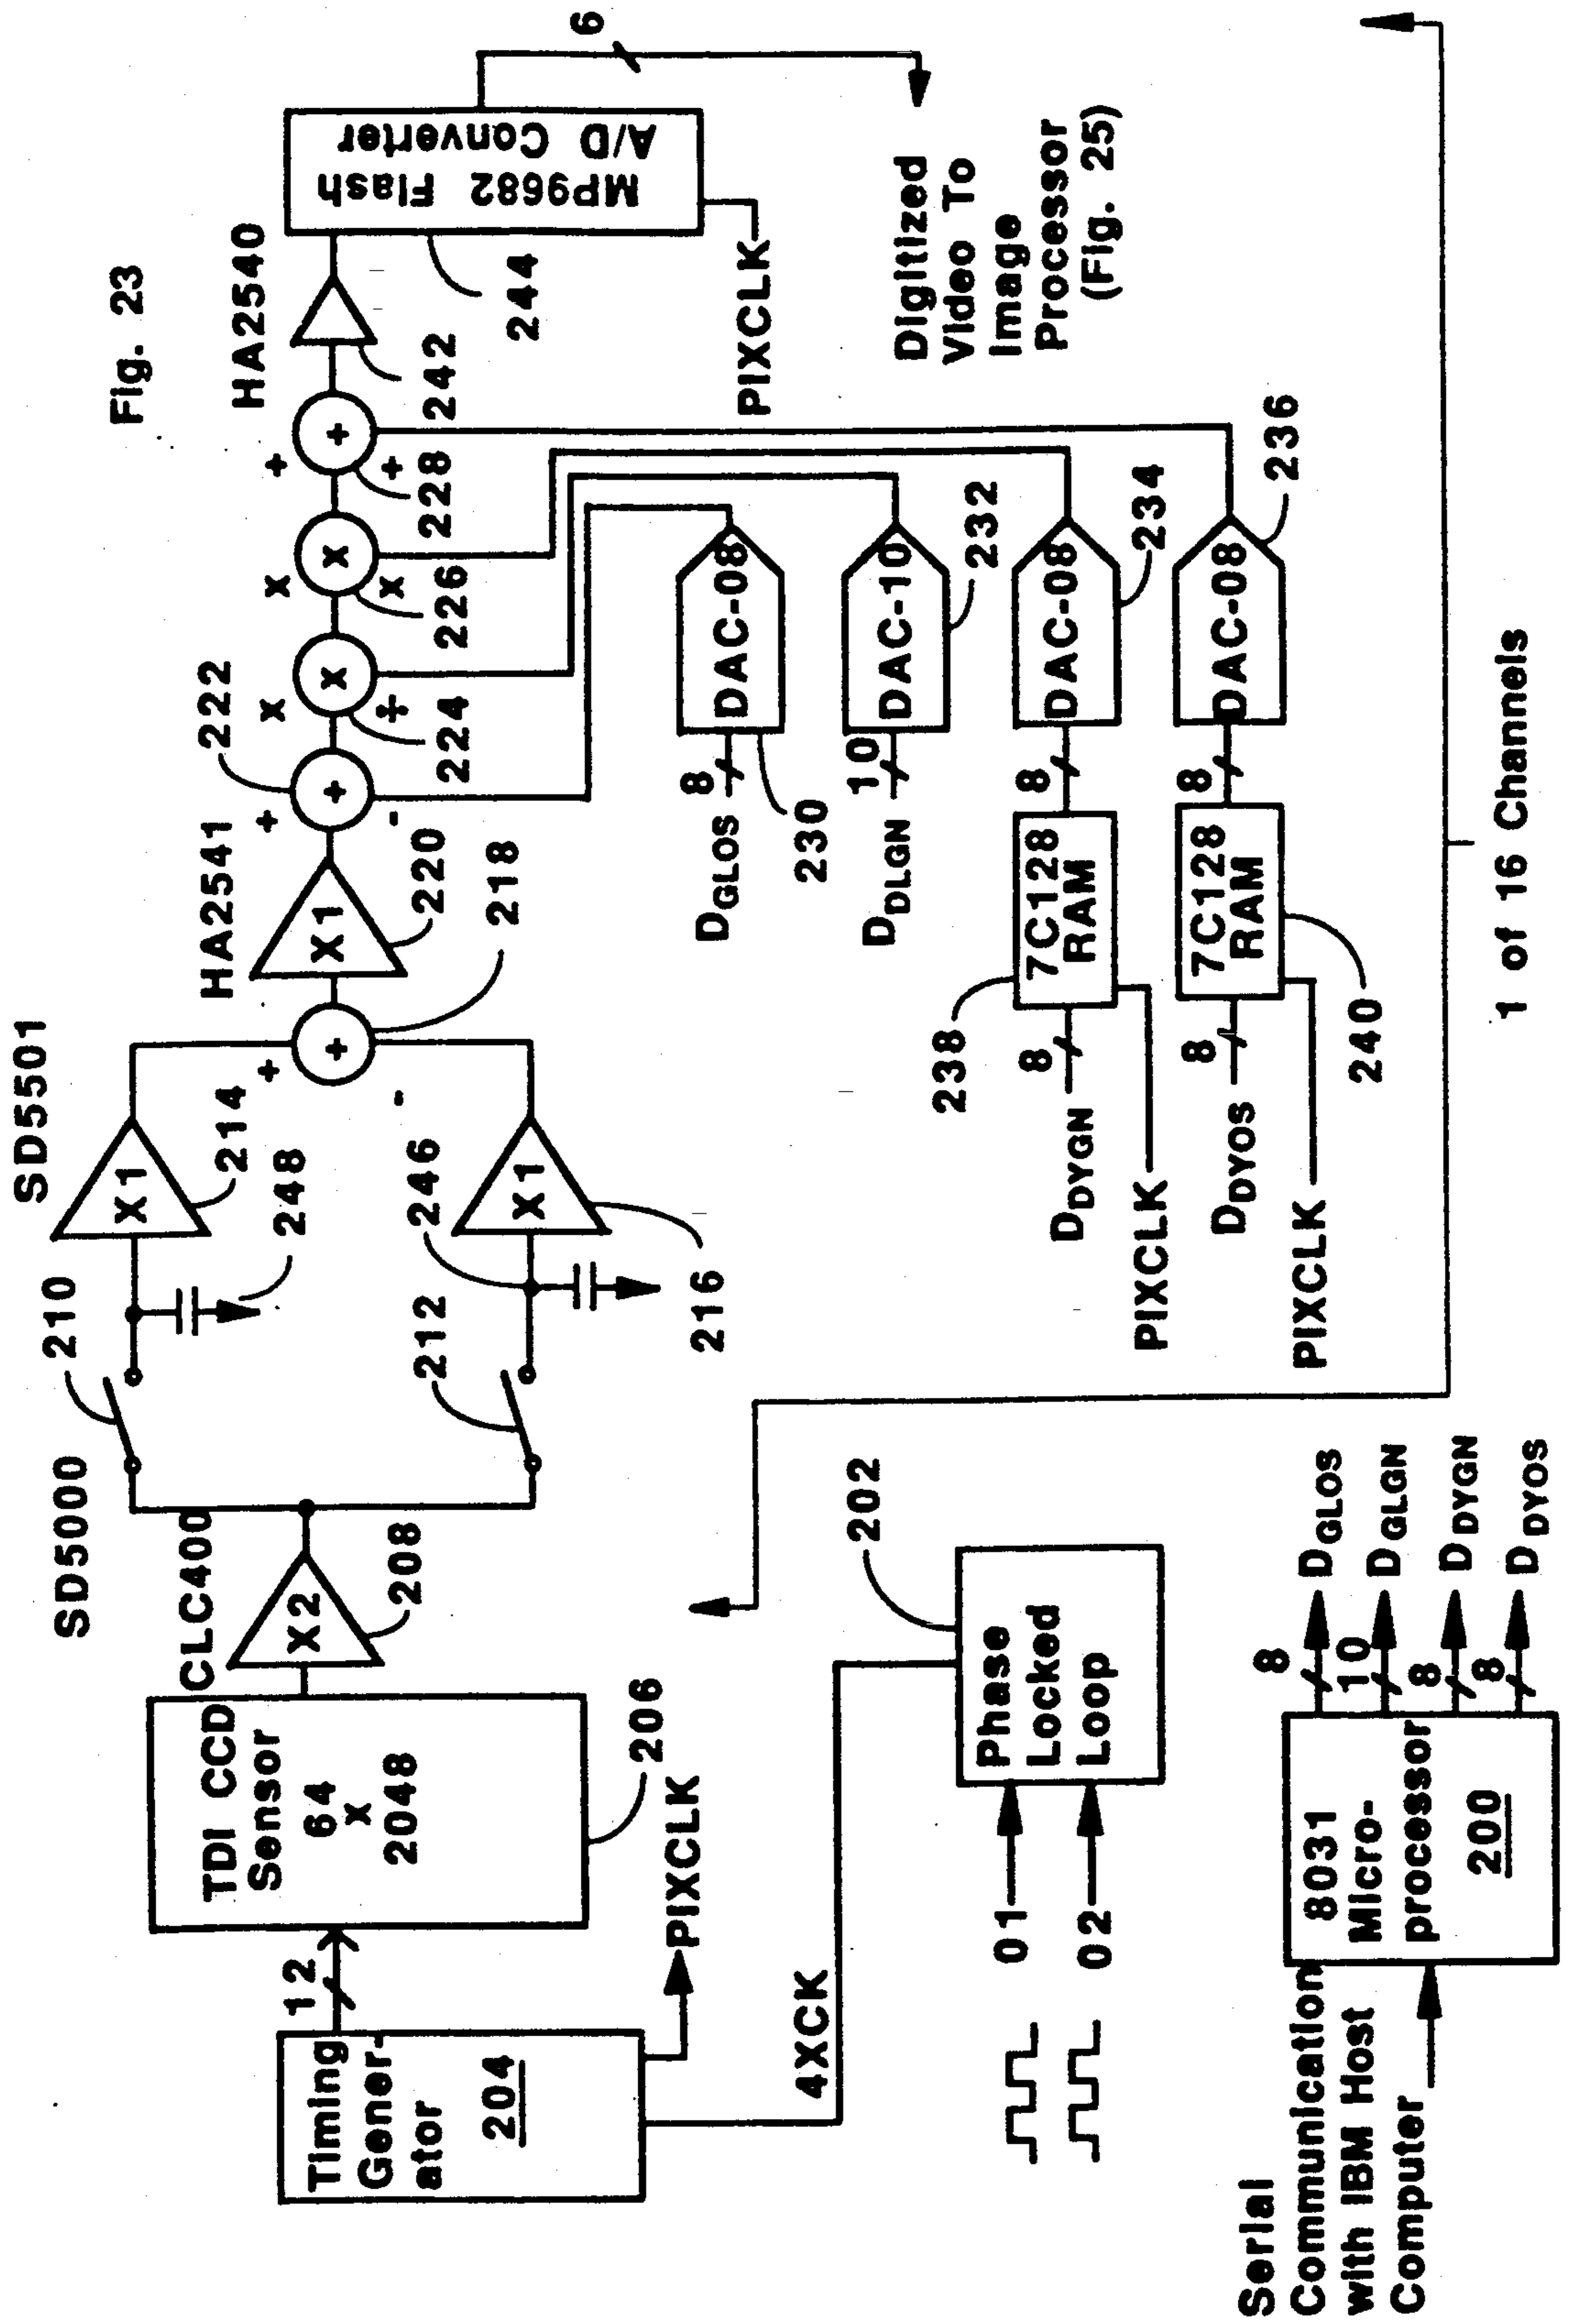 Fig. 23
SD5000
SD5501
HA2541
HA2540
CLC400
210
212
214
248
246
216
218
220
222
X1
X1
X1
X2
208
+
-
+
+
-
+
x
÷
x
224
x
x
x
226
+
+
+
228
242
244
MP9682 Flash
A/D Converter
6
PIXCLK
Digitized
Video To
Image
Processor
(Fig. 25)
Timing
Gener-
ator
204
12
TDI CCD
Sensor
64
x
2048
206
PIXCLK
4XCK
Phase
Locked
Loop
202
01
02
DGLOS
8
DAC-08
230
DDLGN
10
DAC-10
232
DDYGN
8
7C128
RAM
238
PIXCLK
8
DAC-08
234
DDYOS
8
7C128
RAM
240
PIXCLK
8
DAC-08
236
1 of 16 Channels
Serial
Communication
with IBM Host
Computer
8031
Micro-
processor
200
8
DGLOS
10
DGLGN
8
DDYGN
8
DDYOS